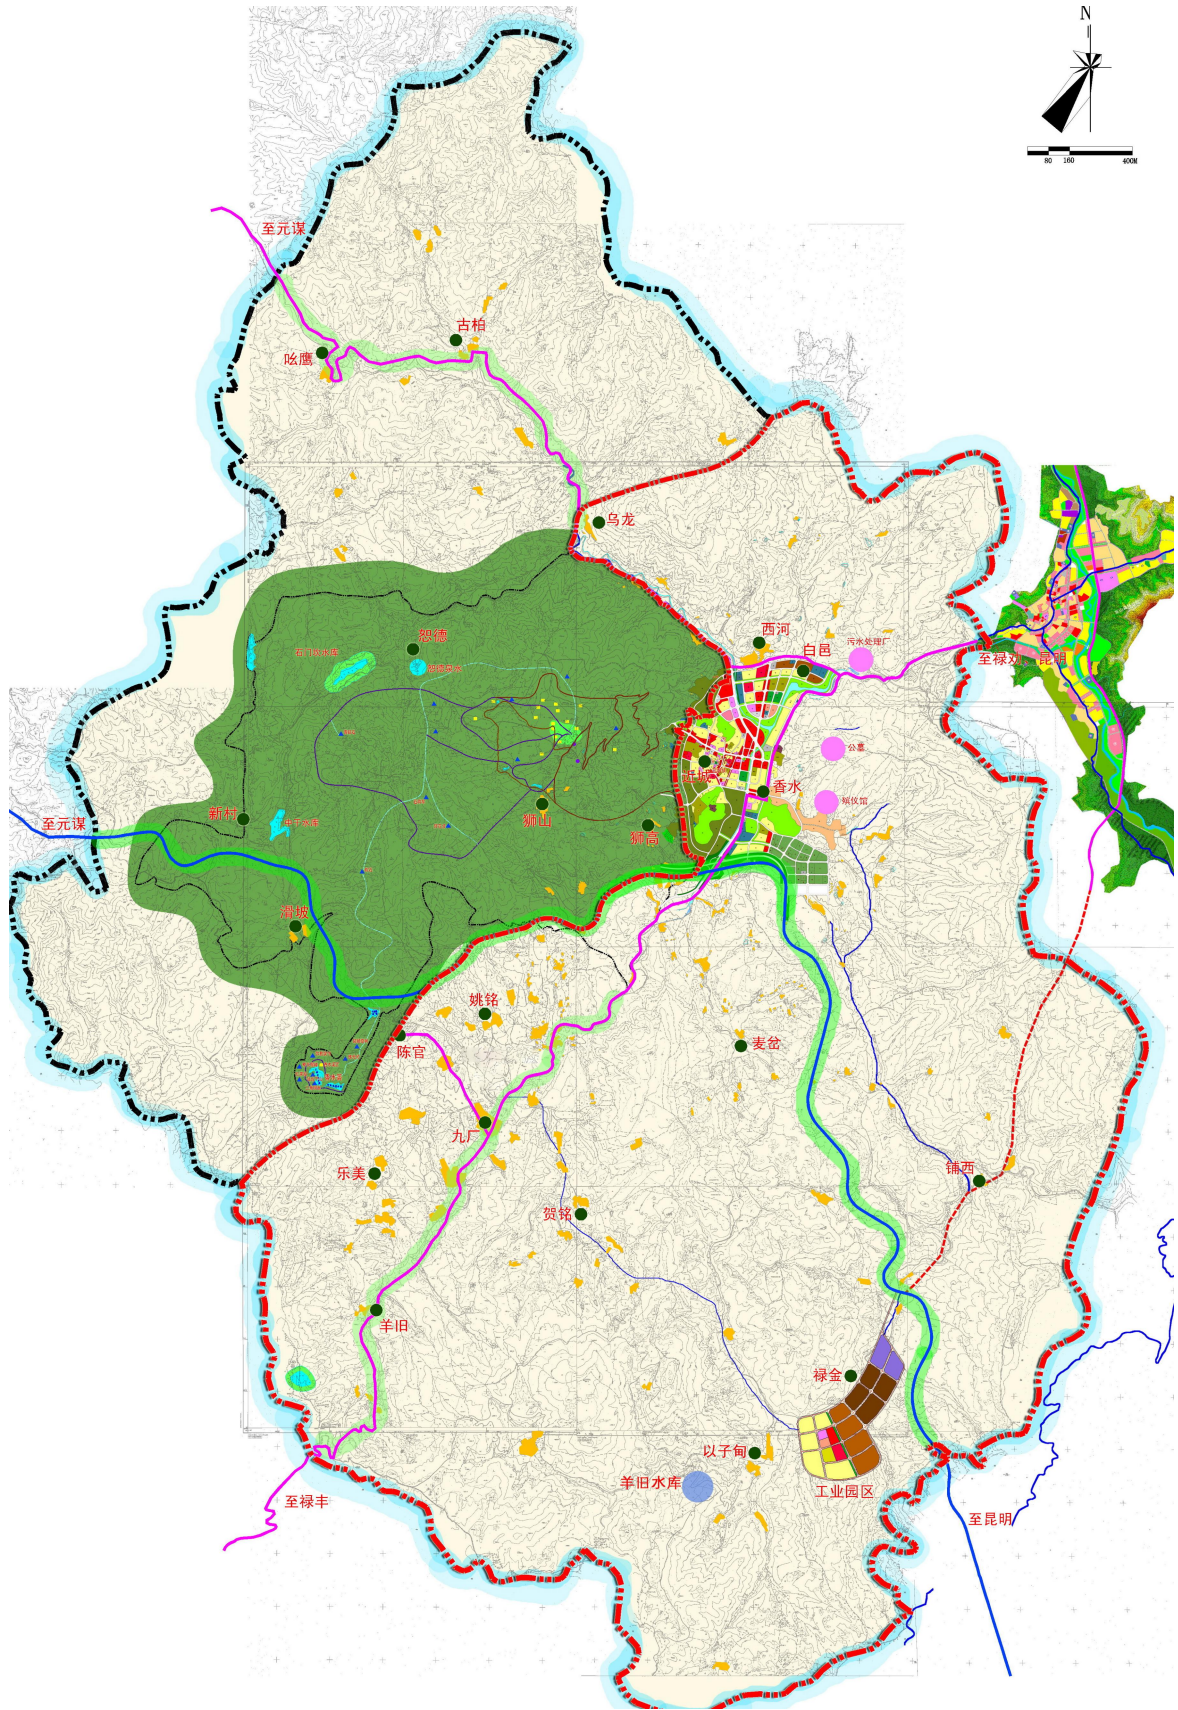 N
80 160 400M
至元谋
古柏
吆鹰
乌龙
西河
恕德
白邑
污水处理厂
至禄劝、昆明
公墓
近城
香水
殡仪馆
狮山
新村
至元谋
狮高
滑坡
姚铭
陈官
麦岔
九厂
乐美
铺西
贺铭
羊旧
禄金
以子甸
羊旧水库
工业园区
至禄丰
至昆明